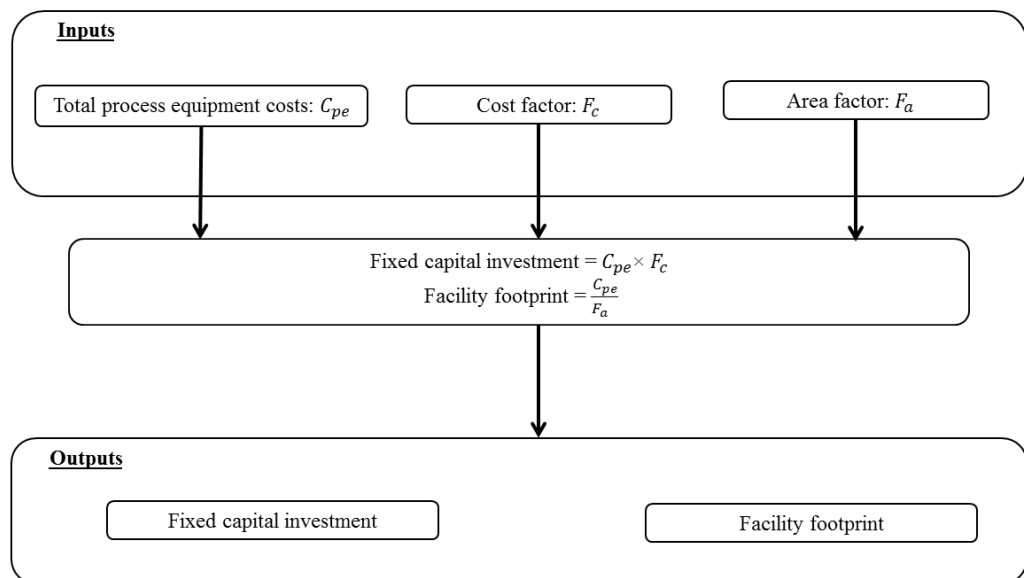 Inputs
Total process equipment costs: C_pe
Cost factor: F_c
Area factor: F_a
Fixed capital investment = C_pe × F_c
Facility footprint = C_pe / F_a
Outputs
Fixed capital investment
Facility footprint